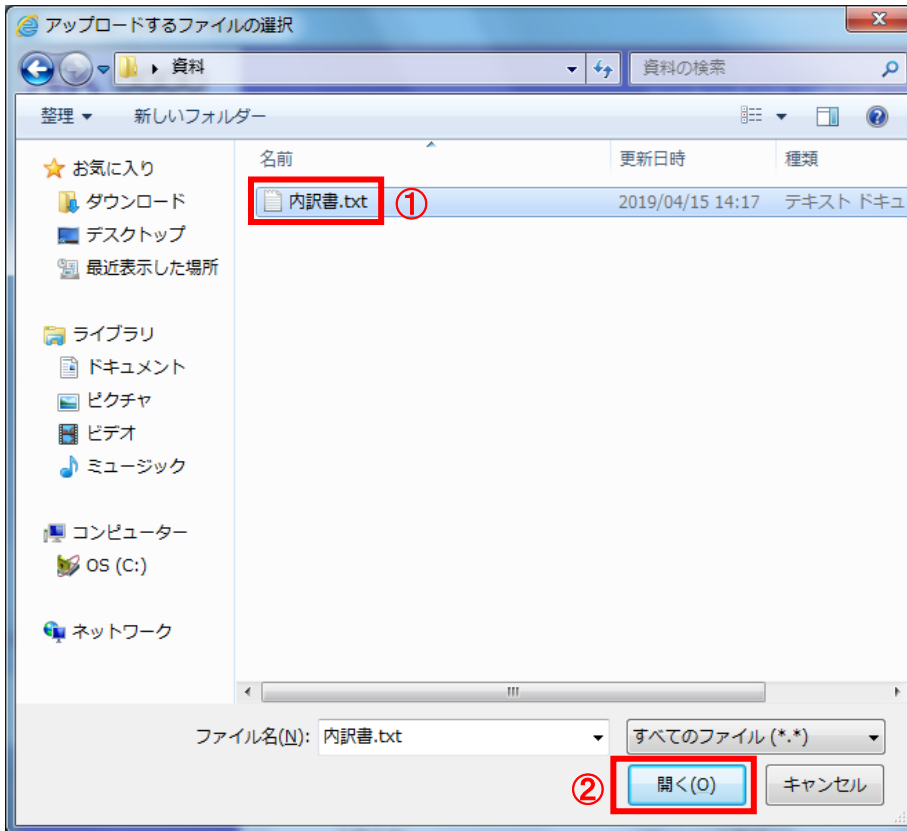 アップロードするファイルの選択
資料
資料の検索
整理
新しいフォルダー
名前
更新日時
種類
お気に入り
ダウンロード
デスクトップ
最近表示した場所
ライブラリ
ドキュメント
ピクチャ
ビデオ
ミュージック
コンピューター
OS (C:)
ネットワーク
内訳書.txt
①
2019/04/15 14:17
テキスト ドキュ
ファイル名(N):
内訳書.txt
すべてのファイル (*.*)
②
開く(O)
キャンセル